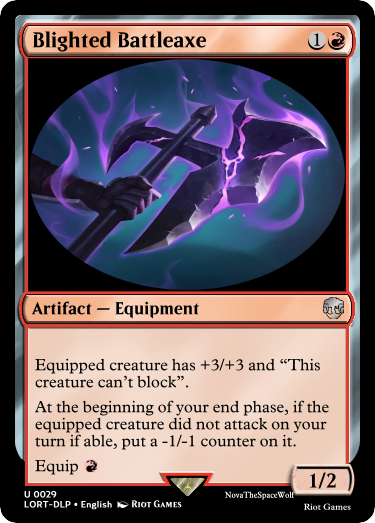 Blighted Battleaxe 1
Artifact — Equipment
Equipped creature has +3/+3 and “This
creature can't block”.
At the beginning of your end phase, if the
equipped creature did not attack on your
turn if able, put a -1/-1 counter on it.
Equip
1/2
U 0029
LORT-DLP • English RIOT GAMES
NovaTheSpaceWolf
Riot Games